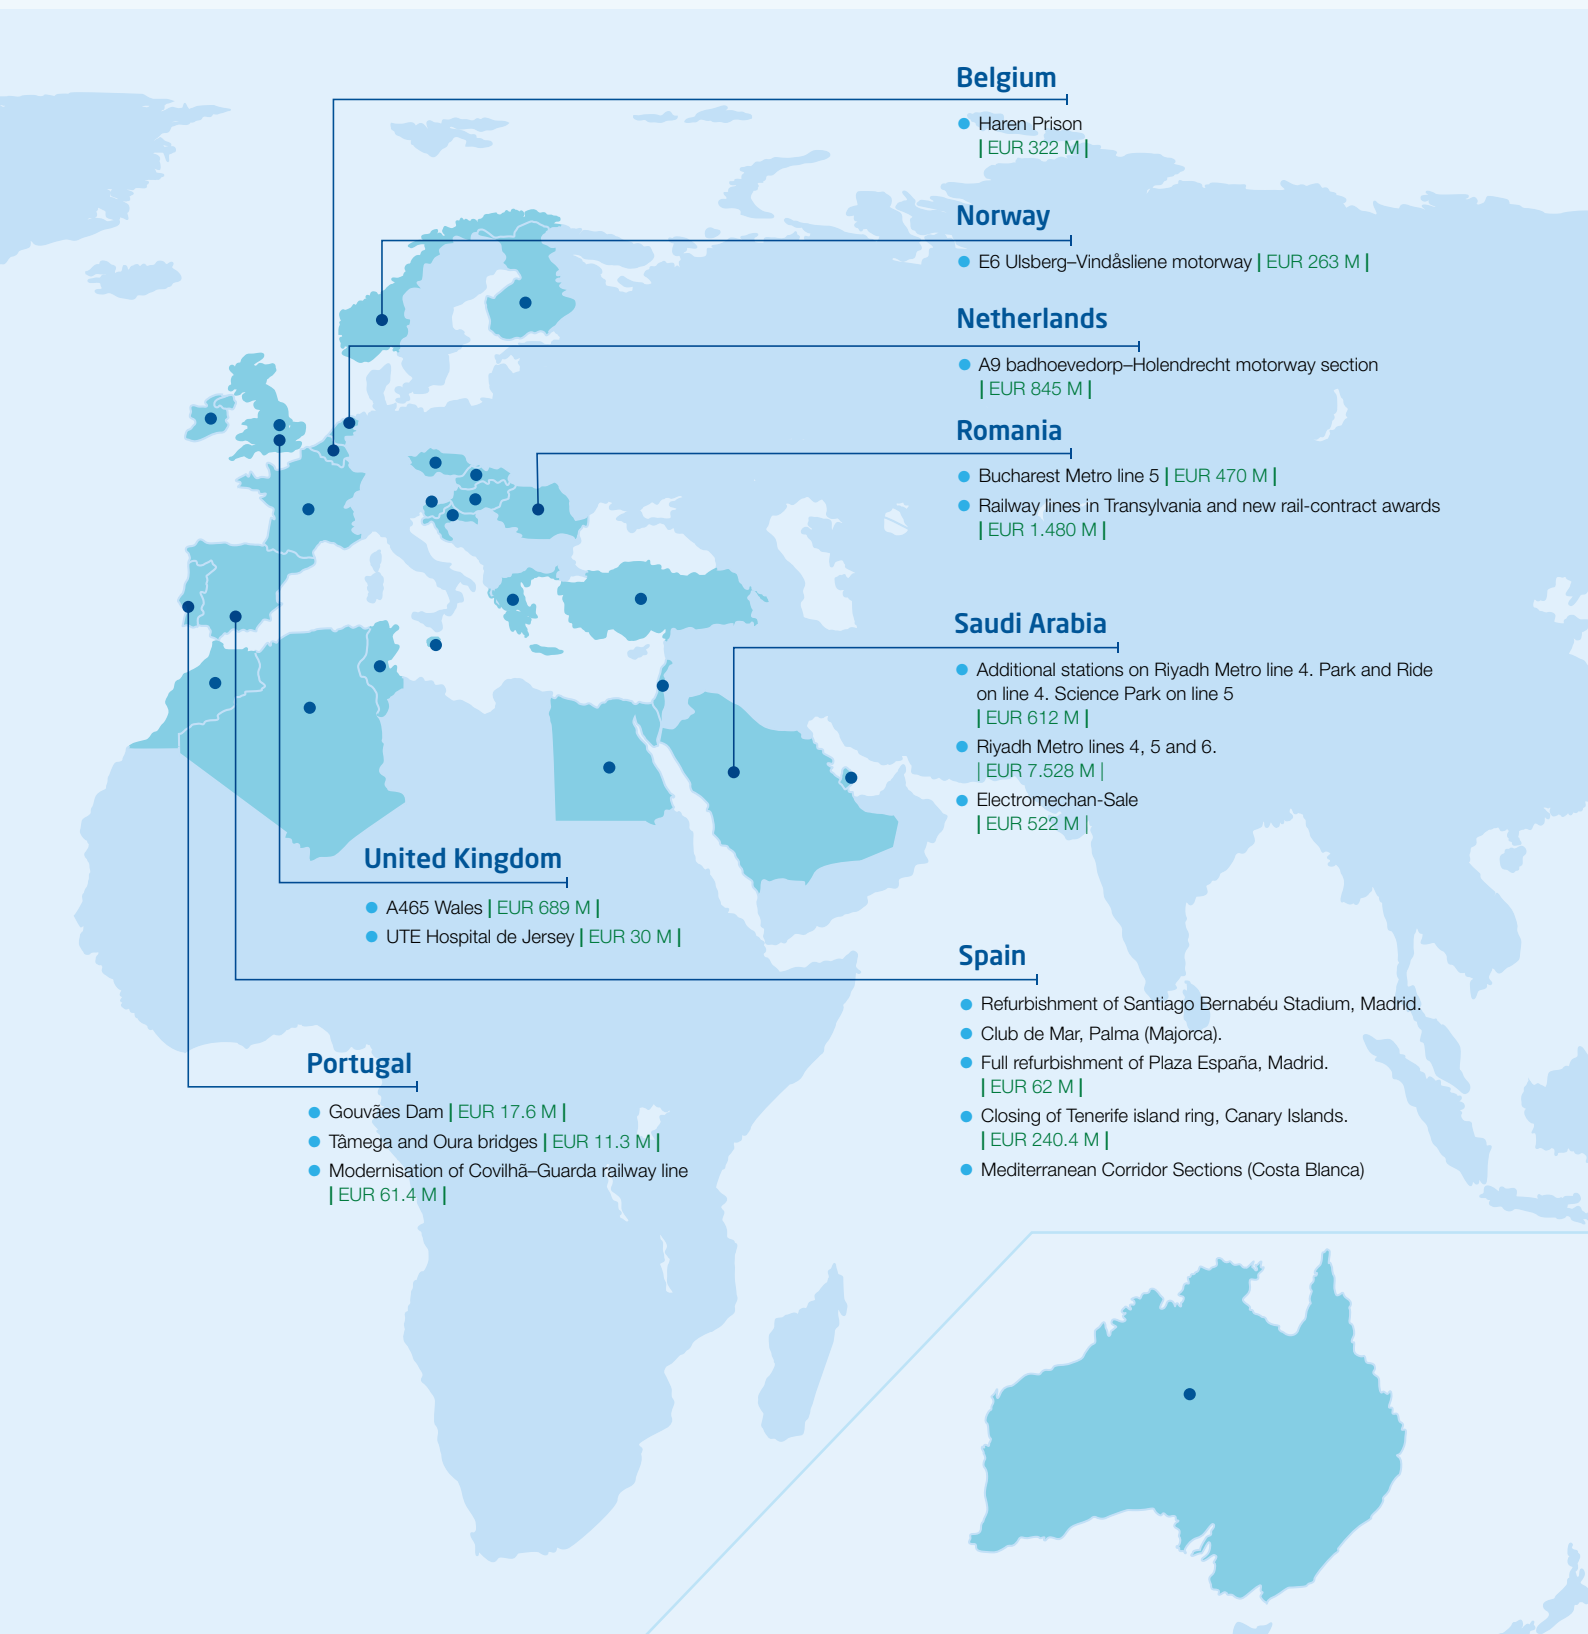 Belgium
Haren Prison
| EUR 322 M |
Norway
E6 Ulsberg–Vindåsliene motorway | EUR 263 M |
Netherlands
A9 badhoevedorp–Holendrecht motorway section
| EUR 845 M |
Romania
Bucharest Metro line 5 | EUR 470 M |
Railway lines in Transylvania and new rail-contract awards
| EUR 1.480 M |
Saudi Arabia
Additional stations on Riyadh Metro line 4. Park and Ride
on line 4. Science Park on line 5
| EUR 612 M |
Riyadh Metro lines 4, 5 and 6.
| EUR 7.528 M |
Electromechan-Sale
| EUR 522 M |
United Kingdom
A465 Wales | EUR 689 M |
UTE Hospital de Jersey | EUR 30 M |
Spain
Refurbishment of Santiago Bernabéu Stadium, Madrid.
Club de Mar, Palma (Majorca).
Full refurbishment of Plaza España, Madrid.
| EUR 62 M |
Closing of Tenerife island ring, Canary Islands.
| EUR 240.4 M |
Mediterranean Corridor Sections (Costa Blanca)
Portugal
Gouvães Dam | EUR 17.6 M |
Tâmega and Oura bridges | EUR 11.3 M |
Modernisation of Covilhã–Guarda railway line
| EUR 61.4 M |